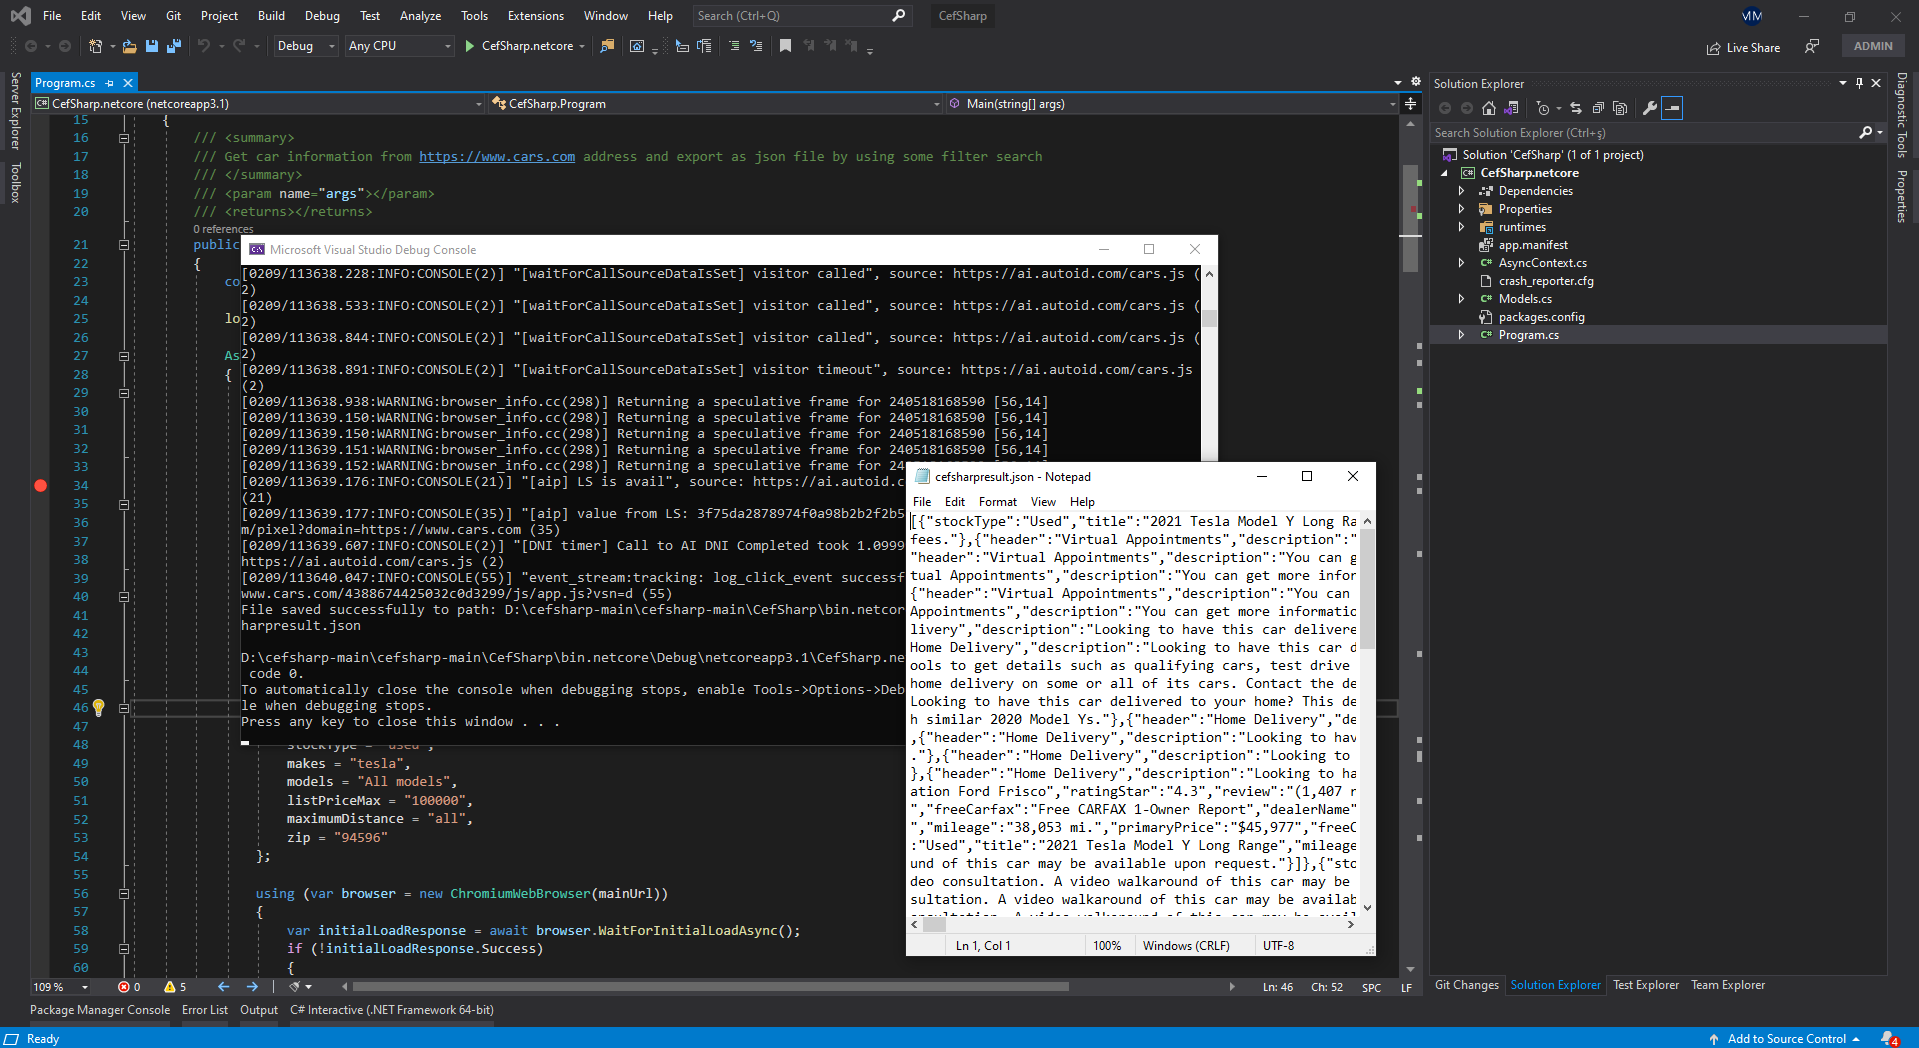 File Edit View Git Project Build Debug Test Analyze Tools Extensions Window Help Search (Ctrl+Q) CefSharp MM
Debug Any CPU CefSharp.netcore Live Share ADMIN
Server Explorer
Toolbox
Program.cs
CefSharp.netcore (netcoreapp3.1) CefSharp.Program Main(string[] args)
15 {
16 /// <summary>
17 /// Get car information from https://www.cars.com address and export as json file by using some filter search
18 /// </summary>
19 /// <param name="args"></param>
20 /// <returns></returns>
0 references
21 public
22 {
23 co
24
25 lo
26
27 As
28 {
29
30
31
32
33
34
35
36
37
38
39
40
41
42
43
44
45
46
47
48 stockType = "used",
49 makes = "tesla",
50 models = "All models",
51 listPriceMax = "100000",
52 maximumDistance = "all",
53 zip = "94596"
54 };
55
56 using (var browser = new ChromiumWebBrowser(mainUrl))
57 {
58 var initialLoadResponse = await browser.WaitForInitialLoadAsync();
59 if (!initialLoadResponse.Success)
60 {
Microsoft Visual Studio Debug Console
[0209/113638.228:INFO:CONSOLE(2)] "[waitForCallSourceDataIsSet] visitor called", source: https://ai.autoid.com/cars.js (
2)
[0209/113638.533:INFO:CONSOLE(2)] "[waitForCallSourceDataIsSet] visitor called", source: https://ai.autoid.com/cars.js (
2)
[0209/113638.844:INFO:CONSOLE(2)] "[waitForCallSourceDataIsSet] visitor called", source: https://ai.autoid.com/cars.js (
2)
[0209/113638.891:INFO:CONSOLE(2)] "[waitForCallSourceDataIsSet] visitor timeout", source: https://ai.autoid.com/cars.js
(2)
[0209/113638.938:WARNING:browser_info.cc(298)] Returning a speculative frame for 240518168590 [56,14]
[0209/113639.150:WARNING:browser_info.cc(298)] Returning a speculative frame for 240518168590 [56,14]
[0209/113639.150:WARNING:browser_info.cc(298)] Returning a speculative frame for 240518168590 [56,14]
[0209/113639.151:WARNING:browser_info.cc(298)] Returning a speculative frame for 240518168590 [56,14]
[0209/113639.152:WARNING:browser_info.cc(298)] Returning a speculative frame for 24
[0209/113639.176:INFO:CONSOLE(21)] "[aip] LS is avail", source: https://ai.autoid.c
(21)
[0209/113639.177:INFO:CONSOLE(35)] "[aip] value from LS: 3f75da2878974f0a98b2b2f2b5
m/pixel?domain=https://www.cars.com (35)
[0209/113639.607:INFO:CONSOLE(2)] "[DNI timer] Call to AI DNI Completed took 1.0999
https://ai.autoid.com/cars.js (2)
[0209/113640.047:INFO:CONSOLE(55)] "event_stream:tracking: log_click_event successf
www.cars.com/4388674425032c0d3299/js/app.js?vsn=d (55)
File saved successfully to path: D:\cefsharp-main\cefsharp-main\CefSharp\bin.netcor
harpresult.json
D:\cefsharp-main\cefsharp-main\CefSharp\bin.netcore\Debug\netcoreapp3.1\CefSharp.ne
code 0.
To automatically close the console when debugging stops, enable Tools->Options->Deb
le when debugging stops.
Press any key to close this window . . .
cefsharpresult.json - Notepad
File Edit Format View Help
[{"stockType":"Used","title":"2021 Tesla Model Y Long Ra
fees."},{"header":"Virtual Appointments","description":"
"header":"Virtual Appointments","description":"You can g
tual Appointments","description":"You can get more infor
{"header":"Virtual Appointments","description":"You can
Appointments","description":"You can get more informatio
livery","description":"Looking to have this car delivere
Home Delivery","description":"Looking to have this car d
ools to get details such as qualifying cars, test drive
home delivery on some or all of its cars. Contact the de
Looking to have this car delivered to your home? This de
h similar 2020 Model Ys."},{"header":"Home Delivery","de
,{"header":"Home Delivery","description":"Looking to hav
."},{"header":"Home Delivery","description":"Looking to
},{"header":"Home Delivery","description":"Looking to ha
ation Ford Frisco","ratingStar":"4.3","review":"(1,407 r
","freeCarfax":"Free CARFAX 1-Owner Report","dealerName"
","mileage":"38,053 mi.","primaryPrice":"$45,977","freeC
:"Used","title":"2021 Tesla Model Y Long Range","mileage
und of this car may be available upon request."}]},{"sto
deo consultation. A video walkaround of this car may be
sultation. A video walkaround of this car may be availab
Ln 1, Col 1 100% Windows (CRLF) UTF-8
Solution Explorer
Search Solution Explorer (Ctrl+ş)
Solution 'CefSharp' (1 of 1 project)
CefSharp.netcore
Dependencies
Properties
runtimes
app.manifest
AsyncContext.cs
crash_reporter.cfg
Models.cs
packages.config
Program.cs
Diagnostic Tools
Properties
109 % 0 5 Ln: 46 Ch: 52 SPC LF
Git Changes Solution Explorer Test Explorer Team Explorer
Package Manager Console Error List Output C# Interactive (.NET Framework 64-bit)
Ready Add to Source Control 4